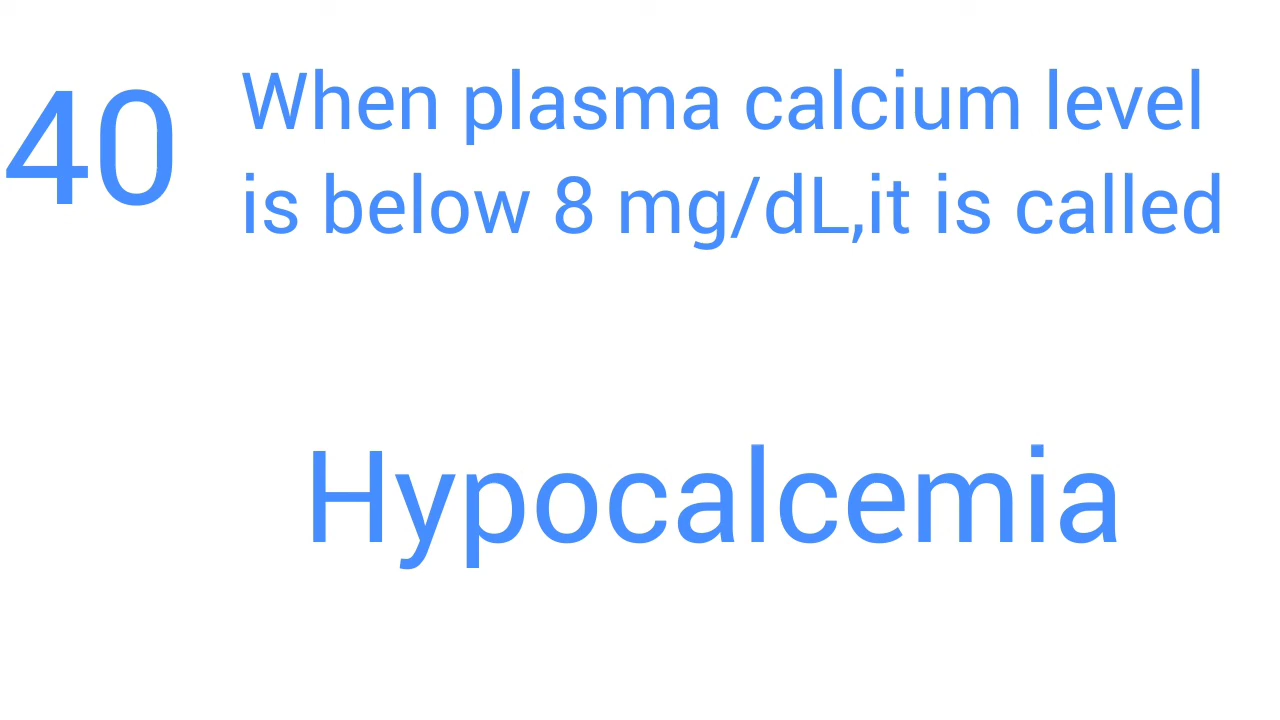 40
When plasma calcium level
is below 8 mg/dL,it is called
Hypocalcemia